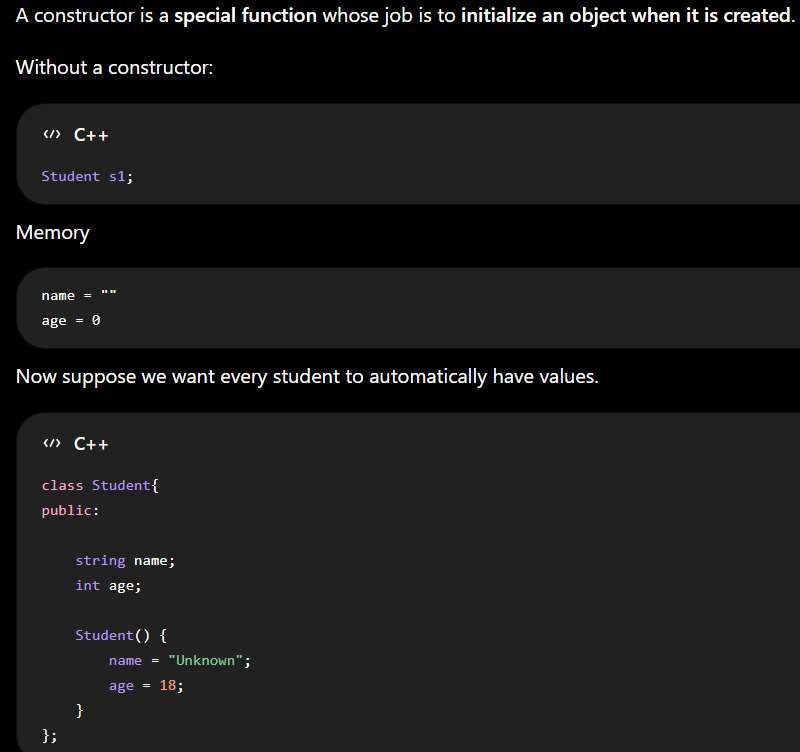 A constructor is a special function whose job is to initialize an object when it is created.
Without a constructor:
</> C++
Student s1;
Memory
name = ""
age = 0
Now suppose we want every student to automatically have values.
</> C++
class Student{
public:
string name;
int age;
Student() {
name = "Unknown";
age = 18;
}
};